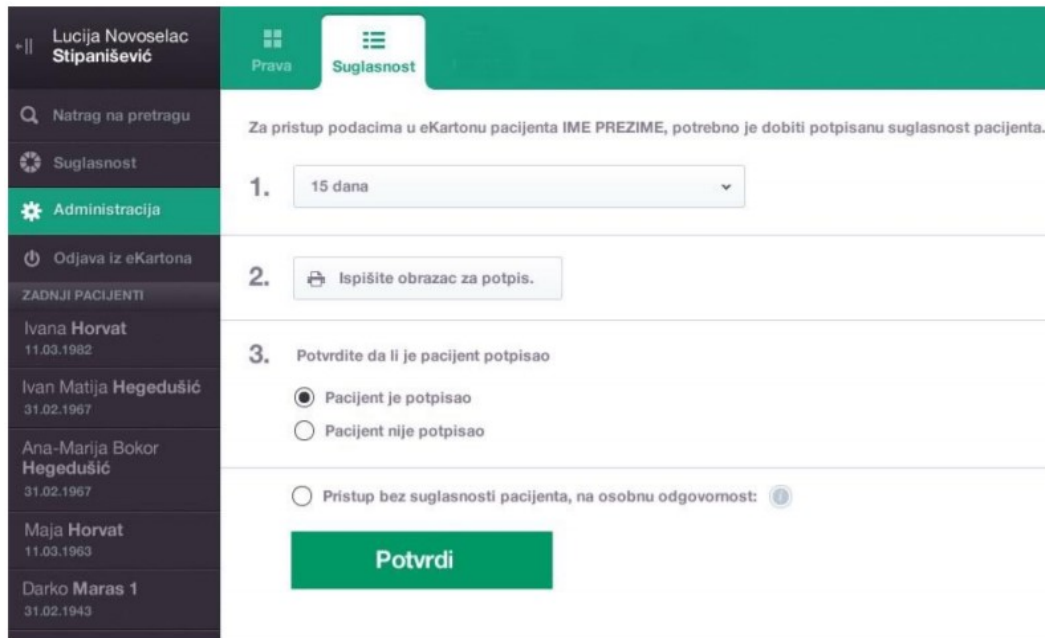 Lucija Novoselac
Stipanišević
Natrag na pretragu
Suglasnost
Administracija
Odjava iz eKartona
ZADNJI PACIJENTI
Ivana Horvat
11.03.1982
Ivan Matija Hegedušić
31.02.1967
Ana-Marija Bokor
Hegedušić
31.02.1967
Maja Horvat
11.03.1963
Darko Maras 1
31.02.1943
Prava
Suglasnost
Za pristup podacima u eKartonu pacijenta IME PREZIME, potrebno je dobiti potpisanu suglasnost pacijenta.
1. 15 dana
2. Ispišite obrazac za potpis.
3. Potvrdite da li je pacijent potpisao
Pacijent je potpisao
Pacijent nije potpisao
Pristup bez suglasnosti pacijenta, na osobnu odgovornost: i
Potvrdi